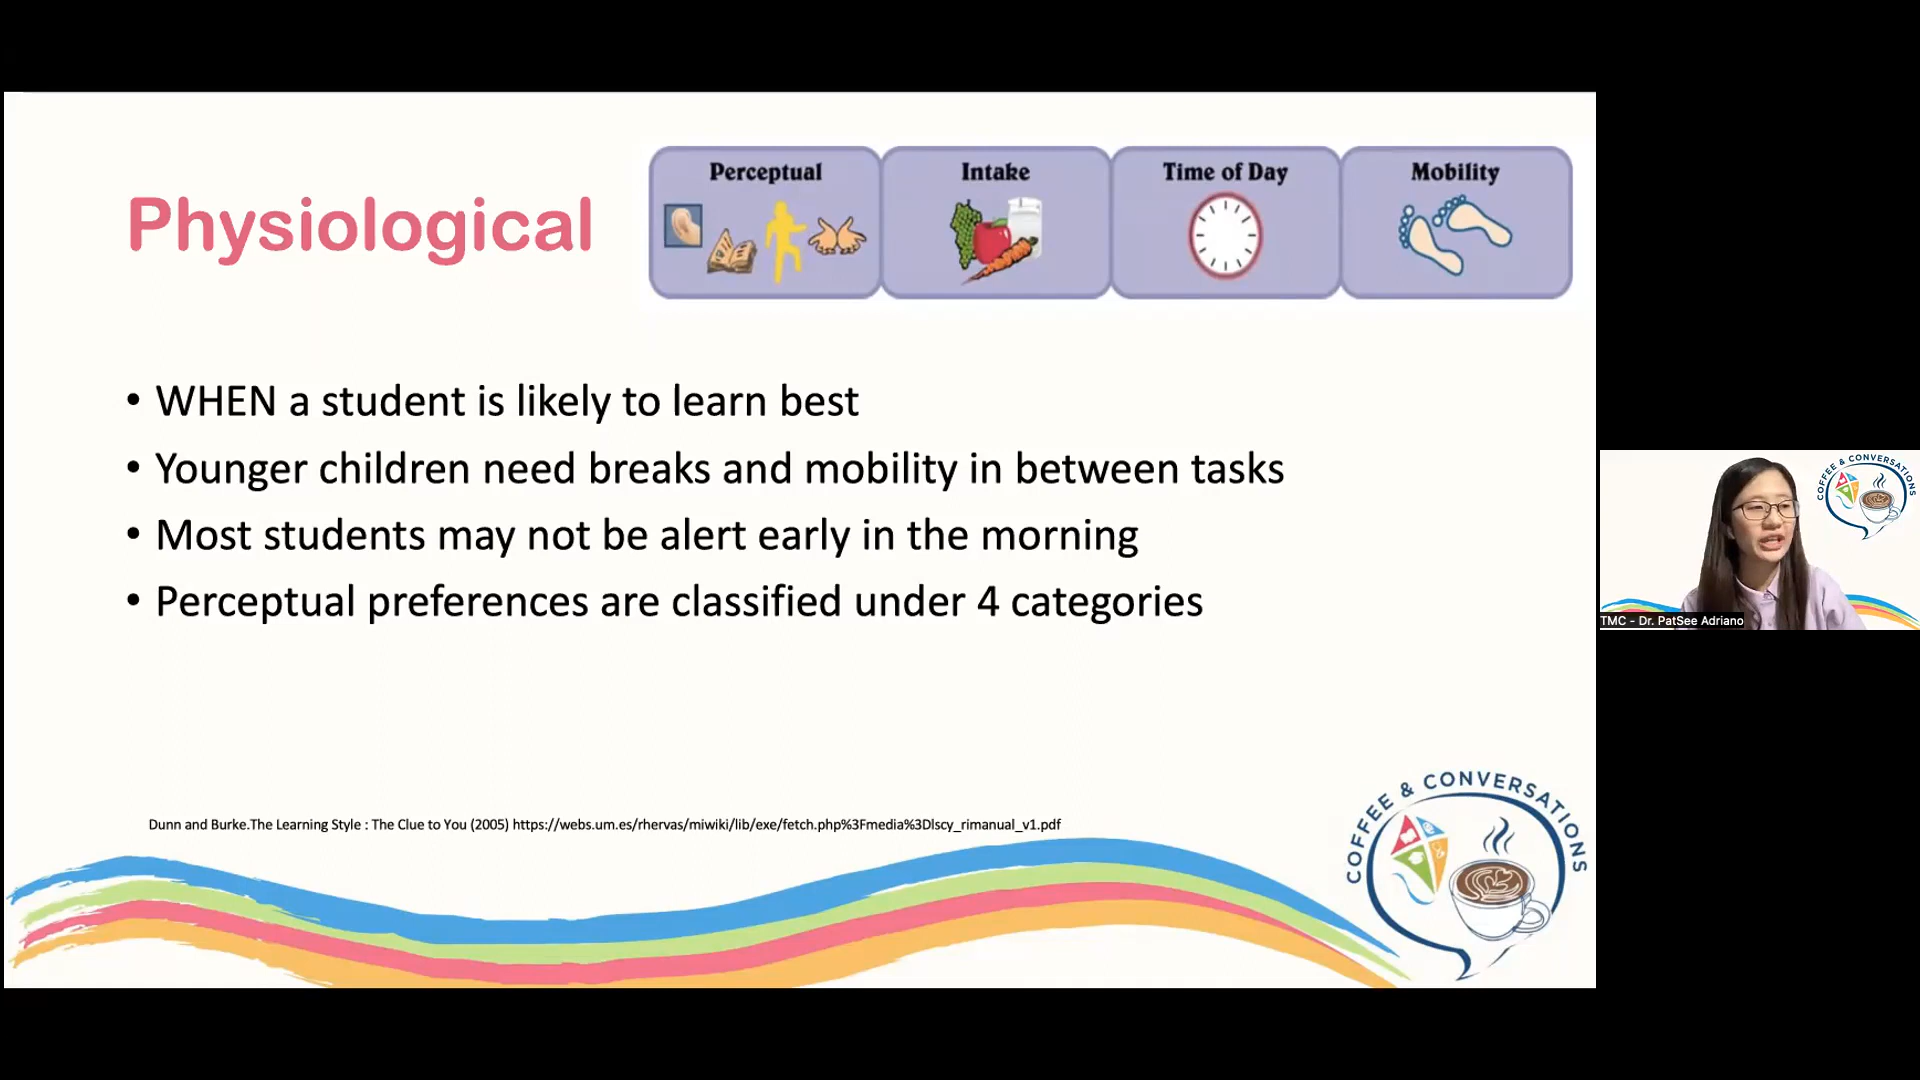 Physiological
Perceptual
Intake
Time of Day
Mobility
• WHEN a student is likely to learn best
• Younger children need breaks and mobility in between tasks
• Most students may not be alert early in the morning
• Perceptual preferences are classified under 4 categories
Dunn and Burke.The Learning Style : The Clue to You (2005) https://webs.um.es/rhervas/miwiki/lib/exe/fetch.php%3Fmedia%3Dlscy_rimanual_v1.pdf
COFFEE & CONVERSATIONS
COFFEE & CONVERSATIONS
TMC - Dr. PatSee Adriano